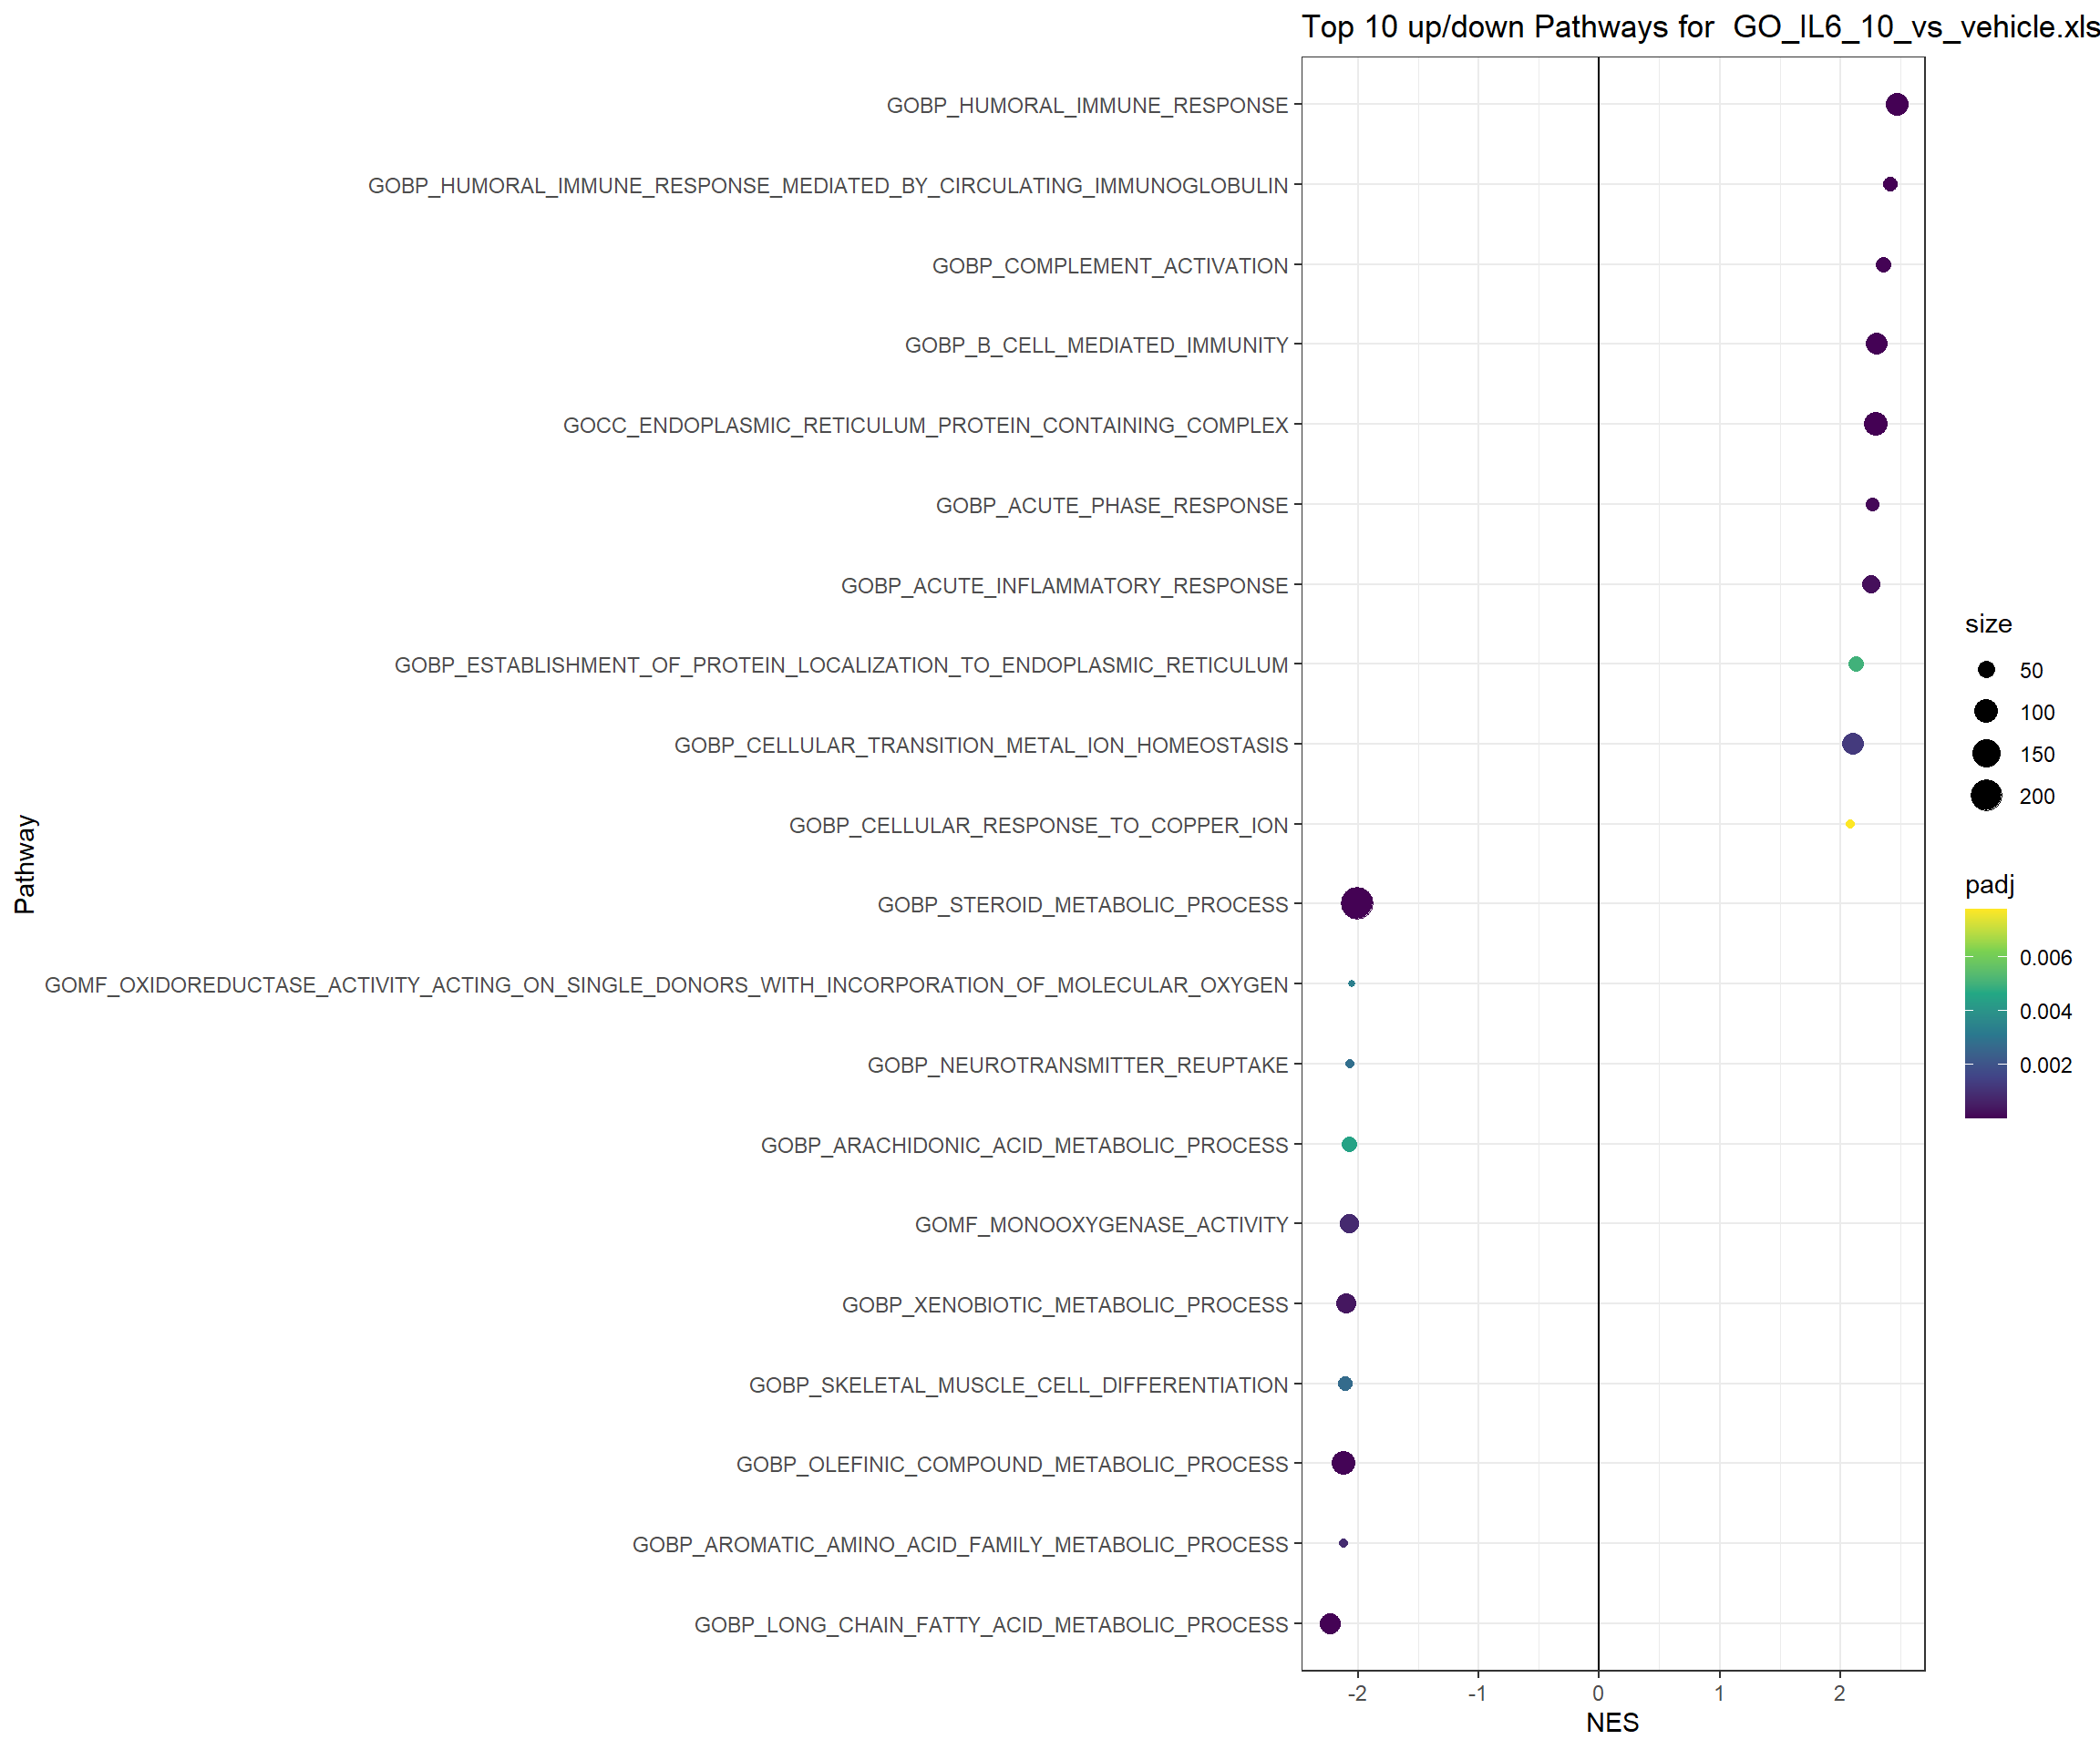 Top 10 up/down Pathways for  GO_IL6_10_vs_vehicle.xls
GOBP_HUMORAL_IMMUNE_RESPONSE
GOBP_HUMORAL_IMMUNE_RESPONSE_MEDIATED_BY_CIRCULATING_IMMUNOGLOBULIN
GOBP_COMPLEMENT_ACTIVATION
GOBP_B_CELL_MEDIATED_IMMUNITY
GOCC_ENDOPLASMIC_RETICULUM_PROTEIN_CONTAINING_COMPLEX
GOBP_ACUTE_PHASE_RESPONSE
GOBP_ACUTE_INFLAMMATORY_RESPONSE
GOBP_ESTABLISHMENT_OF_PROTEIN_LOCALIZATION_TO_ENDOPLASMIC_RETICULUM
GOBP_CELLULAR_TRANSITION_METAL_ION_HOMEOSTASIS
GOBP_CELLULAR_RESPONSE_TO_COPPER_ION
GOBP_STEROID_METABOLIC_PROCESS
GOMF_OXIDOREDUCTASE_ACTIVITY_ACTING_ON_SINGLE_DONORS_WITH_INCORPORATION_OF_MOLECULAR_OXYGEN
GOBP_NEUROTRANSMITTER_REUPTAKE
GOBP_ARACHIDONIC_ACID_METABOLIC_PROCESS
GOMF_MONOOXYGENASE_ACTIVITY
GOBP_XENOBIOTIC_METABOLIC_PROCESS
GOBP_SKELETAL_MUSCLE_CELL_DIFFERENTIATION
GOBP_OLEFINIC_COMPOUND_METABOLIC_PROCESS
GOBP_AROMATIC_AMINO_ACID_FAMILY_METABOLIC_PROCESS
GOBP_LONG_CHAIN_FATTY_ACID_METABOLIC_PROCESS
Pathway
-2 -1 0 1 2
NES
size
50
100
150
200
padj
0.006
0.004
0.002